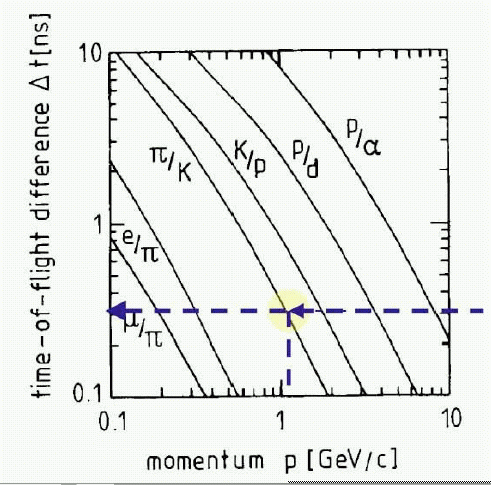 time-of-flight difference Δt[ns]
10
1
0.1
π/K
K/p
p/d
p/α
e/π
μ/π
0.1
1
10
momentum p [GeV/c]